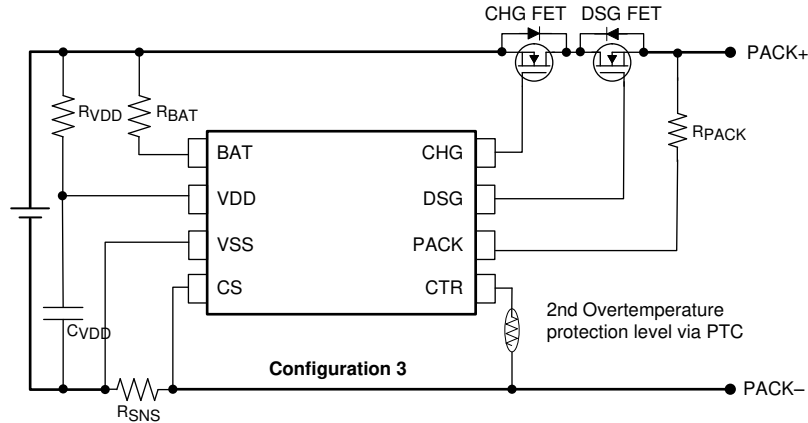 CHG FET
DSG FET
PACK+
RVDD
RBAT
RPACK
BAT
CHG
VDD
DSG
VSS
PACK
CS
CTR
2nd Overtemperature
protection level via PTC
CVDD
Configuration 3
RSNS
PACK–